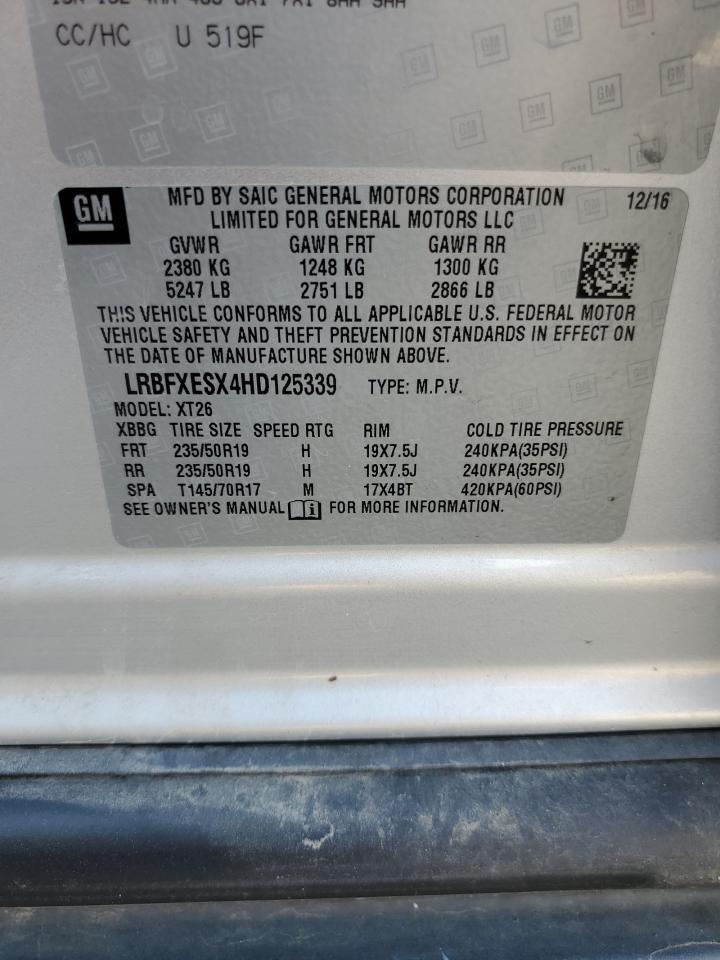 CC/HC U 519F
GM MFD BY SAIC GENERAL MOTORS CORPORATION 12/16
LIMITED FOR GENERAL MOTORS LLC
GVWR GAWR FRT GAWR RR
2380 KG 1248 KG 1300 KG
5247 LB 2751 LB 2866 LB
THIS VEHICLE CONFORMS TO ALL APPLICABLE U.S. FEDERAL MOTOR
VEHICLE SAFETY AND THEFT PREVENTION STANDARDS IN EFFECT ON
THE DATE OF MANUFACTURE SHOWN ABOVE.
LRBFXESX4HD125339 TYPE: M.P.V.
MODEL: XT26
XBBG TIRE SIZE SPEED RTG RIM COLD TIRE PRESSURE
FRT 235/50R19 H 19X7.5J 240KPA(35PSI)
RR 235/50R19 H 19X7.5J 240KPA(35PSI)
SPA T145/70R17 M 17X4BT 420KPA(60PSI)
SEE OWNER'S MANUAL i FOR MORE INFORMATION.